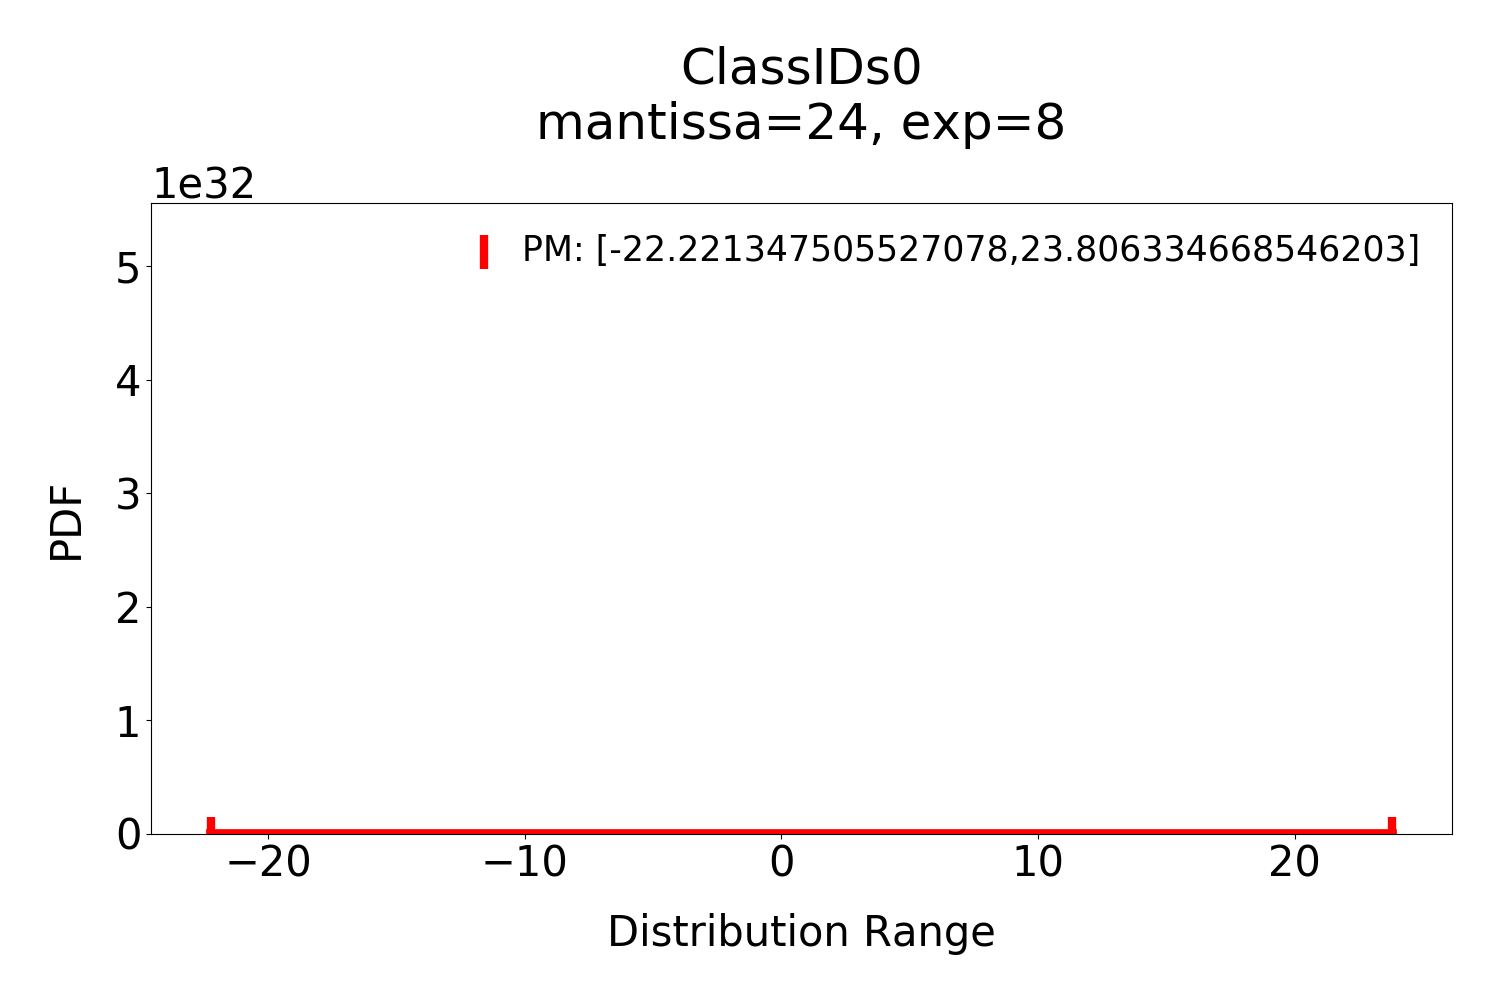 ClassIDs0
mantissa=24, exp=8
1e32
PM: [-22.221347505527078,23.806334668546203]
5
4
3
2
1
0
PDF
−20 −10 0 10 20
Distribution Range